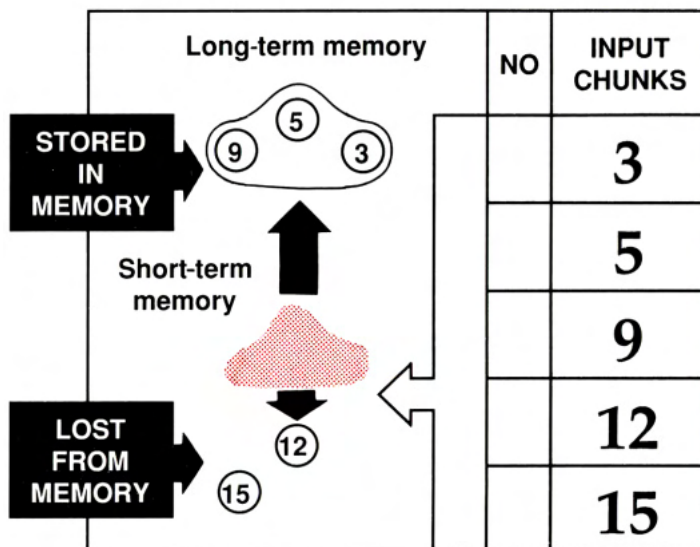 Long-term memory
NO
INPUT
CHUNKS
STORED
IN
MEMORY
5
9
3
3
5
Short-term
memory
9
12
LOST
FROM
MEMORY
12
15
15